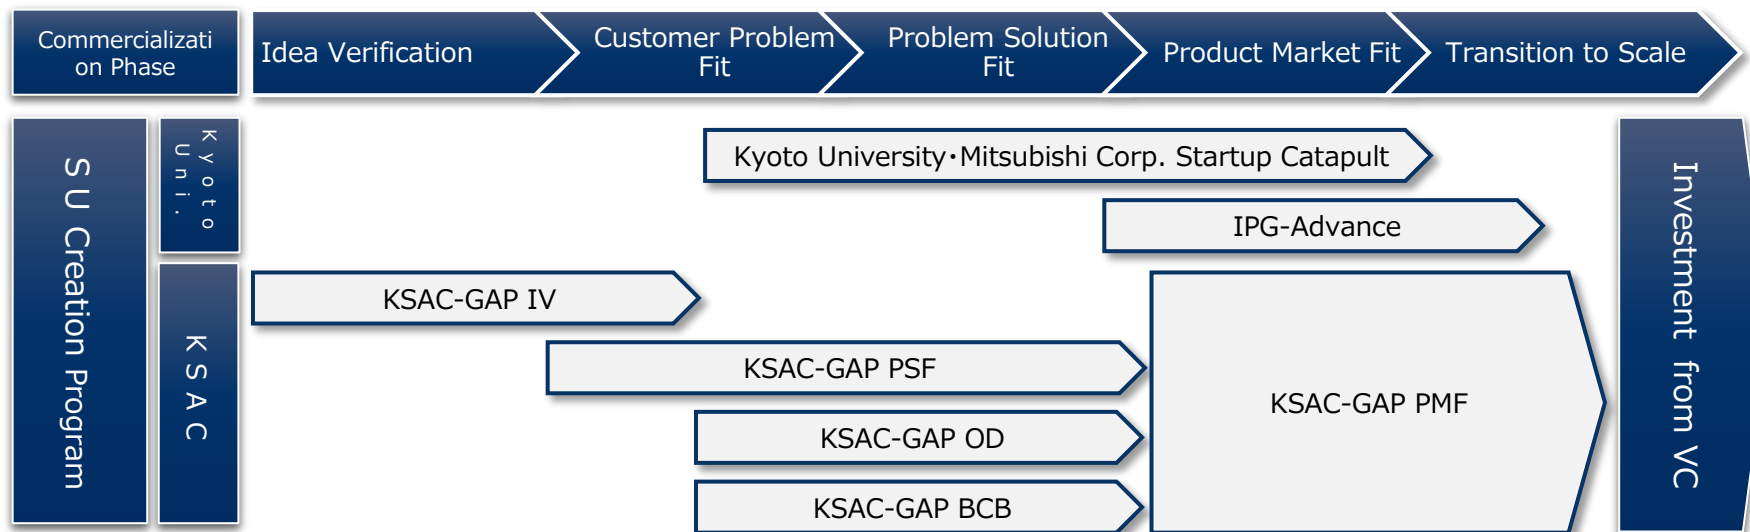 Commercializati
on Phase
Idea Verification
Customer Problem
Fit
Problem Solution
Fit
Product Market Fit
Transition to Scale
SU Creation Program
Kyoto
Uni.
Kyoto University・Mitsubishi Corp. Startup Catapult
IPG-Advance
KSAC
KSAC-GAP IV
KSAC-GAP PSF
KSAC-GAP OD
KSAC-GAP BCB
KSAC-GAP PMF
Investment from VC